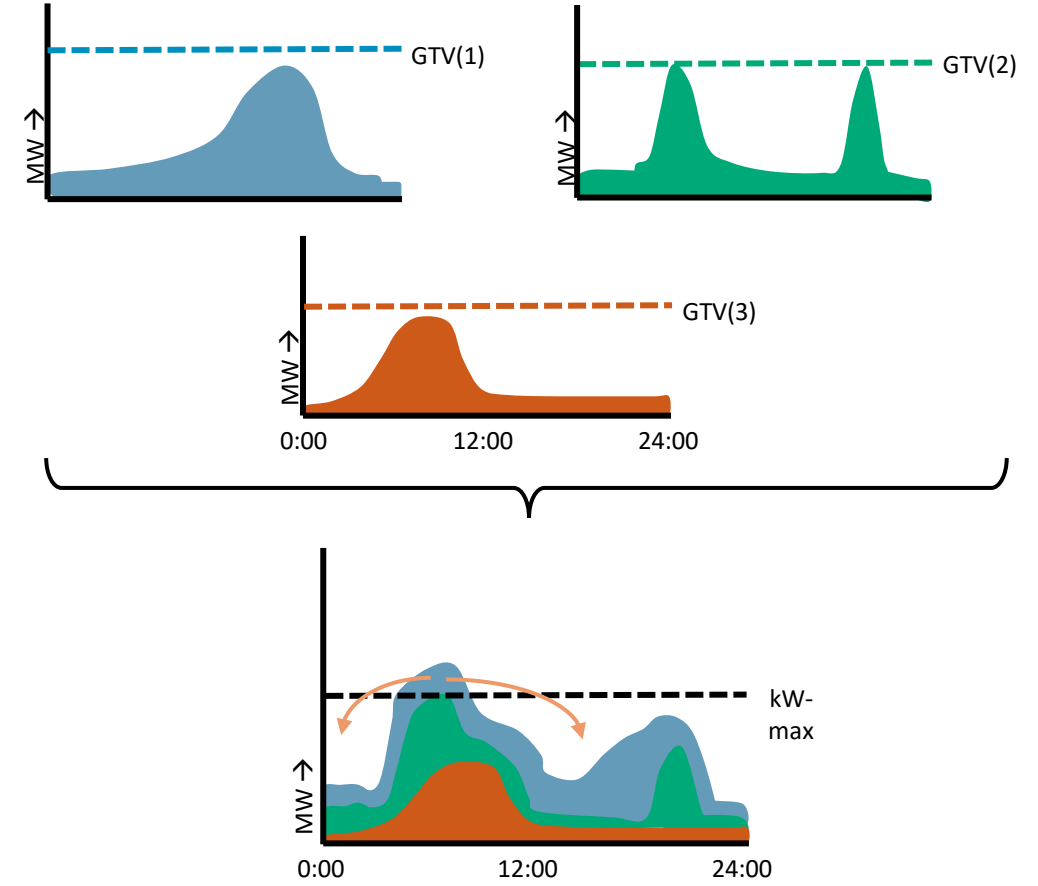 GTV(1)
MW →
GTV(2)
MW →
GTV(3)
MW →
0:00
12:00
24:00
kW-
max
MW →
0:00
12:00
24:00